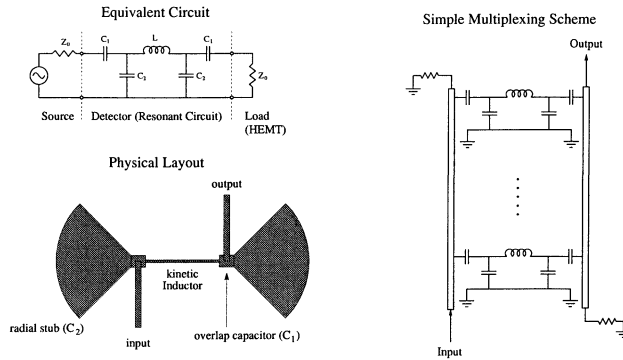 Equivalent Circuit
Z₀
C₁
L
C₁
C₂
C₂
Z₀
Source
Detector (Resonant Circuit)
Load
(HEMT)
Physical Layout
output
kinetic
Inductor
radial stub (C₂)
input
overlap capacitor (C₁)
Simple Multiplexing Scheme
Output
Input